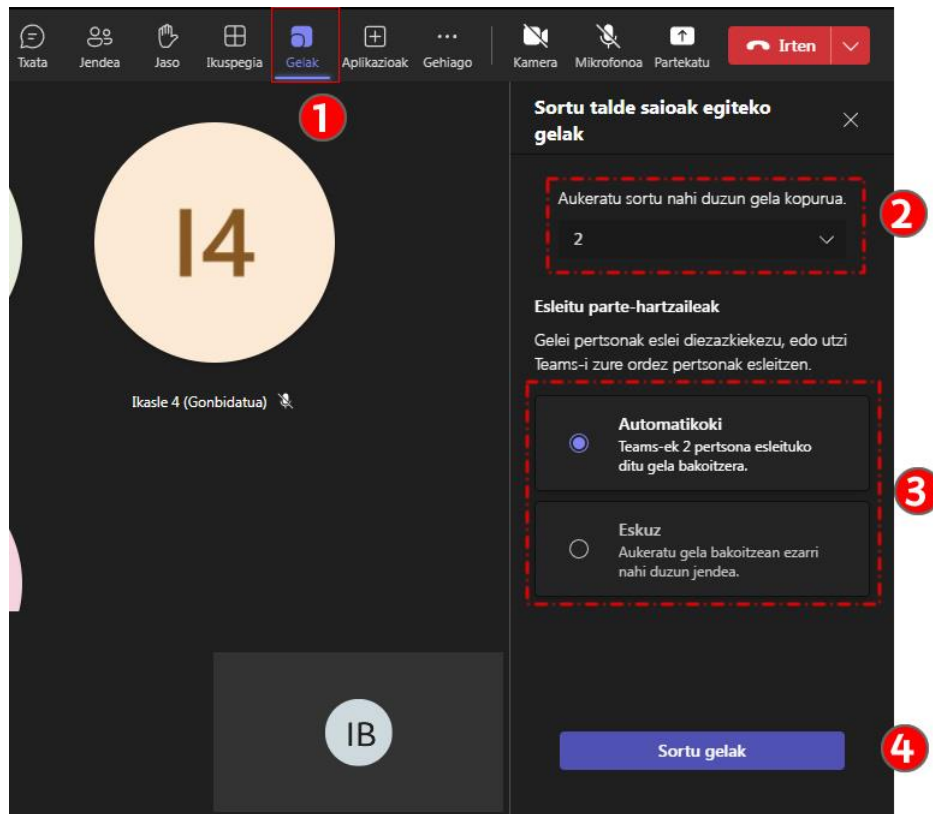 Txata Jendea Jaso Ikuspegia Gelak Aplikazioak Gehiago Kamera Mikrofonoa Partekatu Irten
1
Sortu talde saioak egiteko
gelak
I4
Aukeratu sortu nahi duzun gela kopurua.
2
2
Esleitu parte-hartzaileak
Gelei pertsonak eslei diezazkiekezu, edo utzi
Teams-i zure ordez pertsonak esleitzen.
Ikasle 4 (Gonbidatua)
Automatikoki
Teams-ek 2 pertsona esleituko
ditu gela bakoitzera.
3
Eskuz
Aukeratu gela bakoitzean ezarri
nahi duzun jendea.
IB
Sortu gelak
4